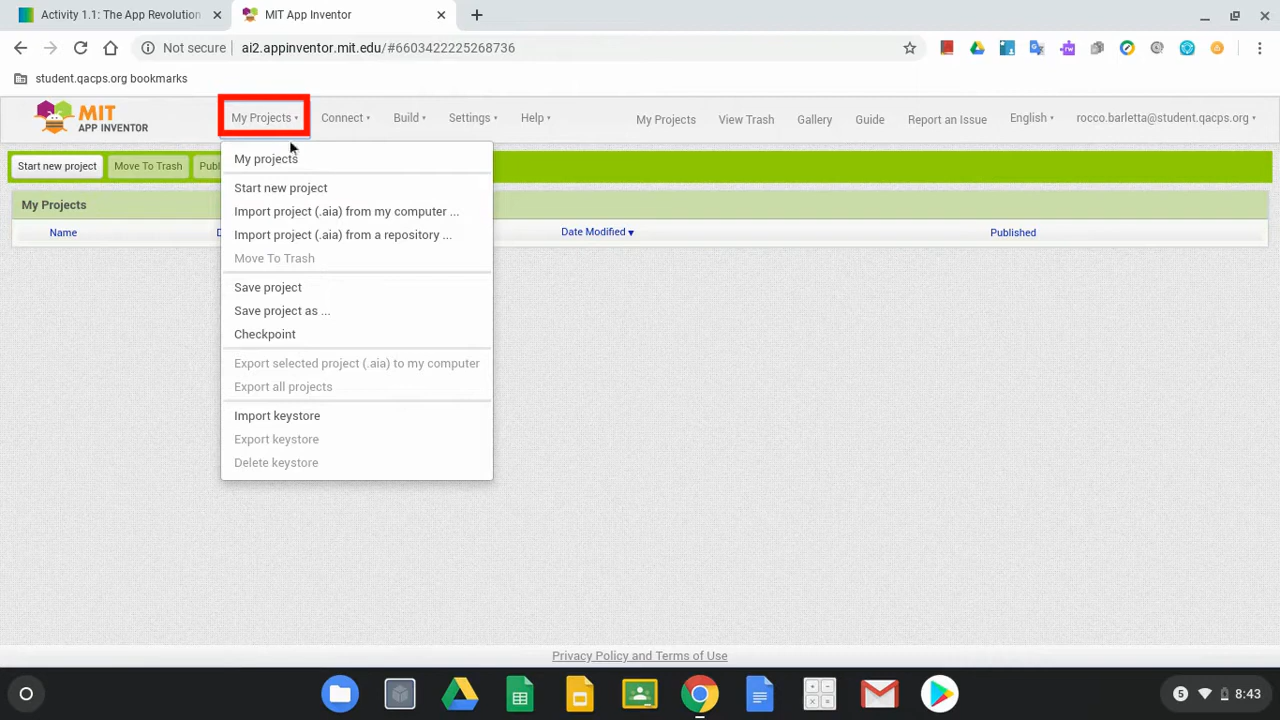 Activity 1.1: The App Revolution
MIT App Inventor
Not secure
ai2.appinventor.mit.edu/#6603422225268736
student.qacps.org bookmarks
MIT
APP INVENTOR
My Projects
Connect
Build
Settings
Help
My Projects
View Trash
Gallery
Guide
Report an Issue
English
rocco.barletta@student.qacps.org
Start new project
Move To Trash
Publ
My Projects
Name
D
Date Modified
Published
My projects
Start new project
Import project (.aia) from my computer ...
Import project (.aia) from a repository ...
Move To Trash
Save project
Save project as ...
Checkpoint
Export selected project (.aia) to my computer
Export all projects
Import keystore
Export keystore
Delete keystore
Privacy Policy and Terms of Use
5
8:43